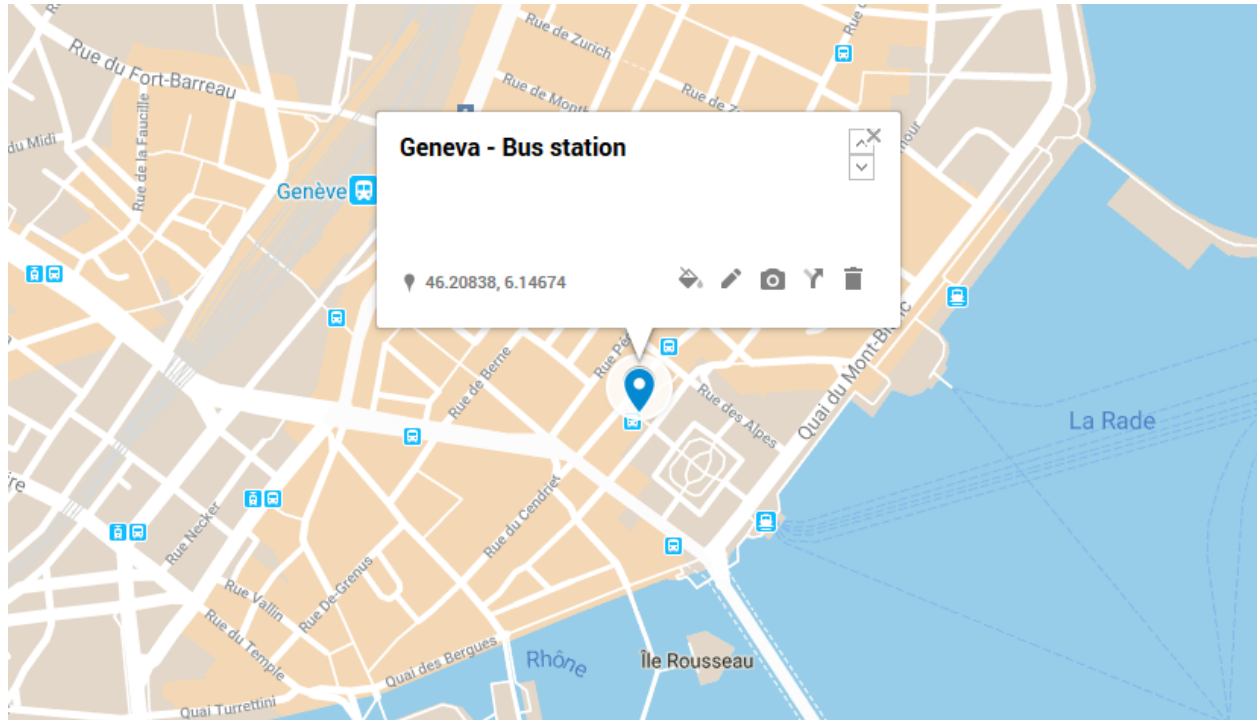 Rue de Zurich
Rue du Fort-Barreau
Rue de Mont
Rue de Z
Rue de la Faucille
du Midi
mour
Geneva - Bus station
Genève
46.20838, 6.14674
Quai du Mont-Blanc
Rue Pé
Rue de Berne
Rue des Alpes
La Rade
Rue du Cendrier
Rue Necker
Rue De-Grenus
Rue Vallin
Rue du Temple
Quai des Bergues
Rhône
Île Rousseau
Quai Turrettini